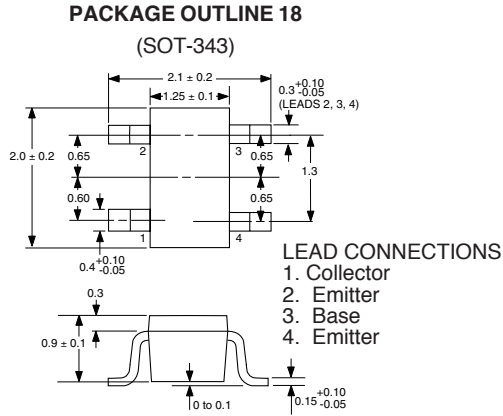 PACKAGE OUTLINE 18
(SOT-343)
2.1 ± 0.2
1.25 ± 0.1
0.3 +0.10 -0.05
(LEADS 2, 3, 4)
2
3
2.0 ± 0.2
0.65
0.65
1.3
0.60
0.65
1
4
0.4 +0.10 -0.05
LEAD CONNECTIONS
1. Collector
2. Emitter
3. Base
4. Emitter
0.3
0.9 ± 0.1
0 to 0.1
0.15 +0.10 -0.05